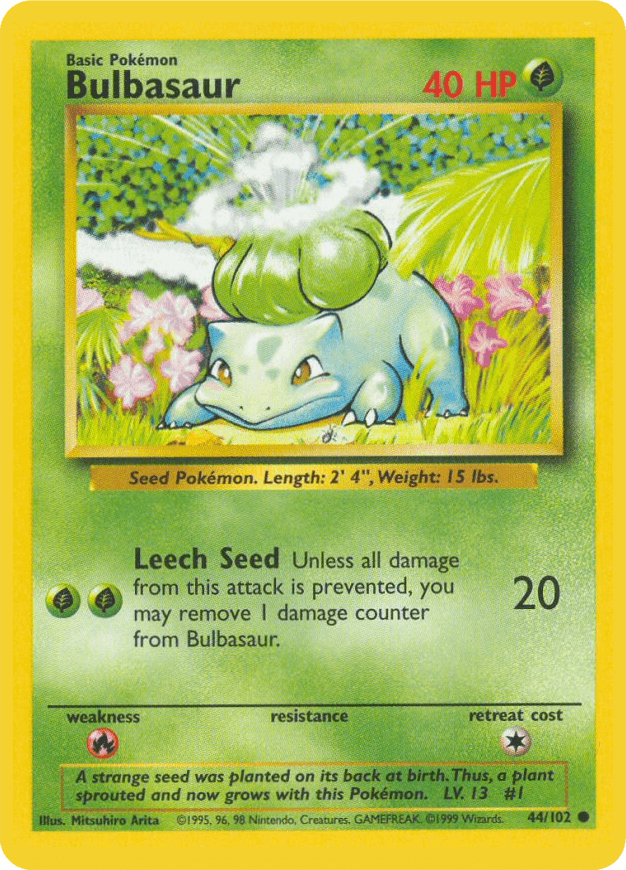 Basic Pokémon
Bulbasaur
40 HP
Seed Pokémon. Length: 2' 4", Weight: 15 lbs.
Leech Seed Unless all damage
from this attack is prevented, you
may remove 1 damage counter
from Bulbasaur.
20
weakness
resistance
retreat cost
A strange seed was planted on its back at birth. Thus, a plant
sprouted and now grows with this Pokémon. LV. 13 #1
Illus. Mitsuhiro Arita ©1995, 96, 98 Nintendo, Creatures, GAMEFREAK. ©1999 Wizards. 44/102